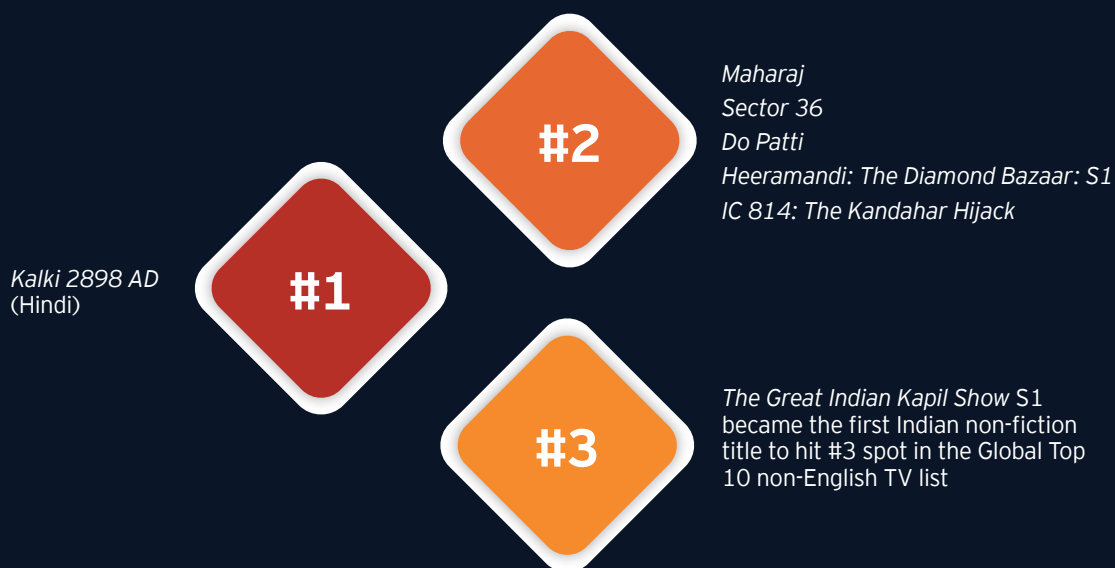 #1
Kalki 2898 AD
(Hindi)
#2
Maharaj
Sector 36
Do Patti
Heeramandi: The Diamond Bazaar: S1
IC 814: The Kandahar Hijack
#3
The Great Indian Kapil Show S1
became the first Indian non-fiction
title to hit #3 spot in the Global Top
10 non-English TV list